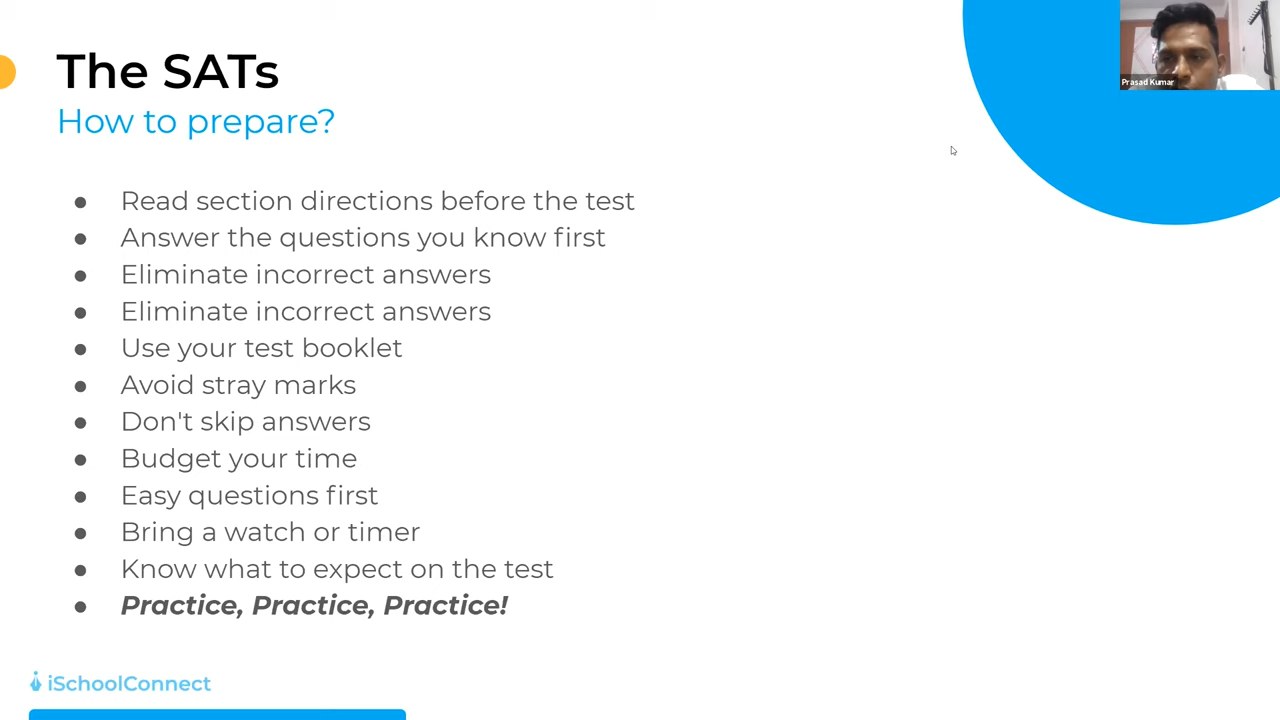 The SATs
How to prepare?
Prasad Kumar
● Read section directions before the test
● Answer the questions you know first
● Eliminate incorrect answers
● Eliminate incorrect answers
● Use your test booklet
● Avoid stray marks
● Don't skip answers
● Budget your time
● Easy questions first
● Bring a watch or timer
● Know what to expect on the test
● Practice, Practice, Practice!
iSchoolConnect